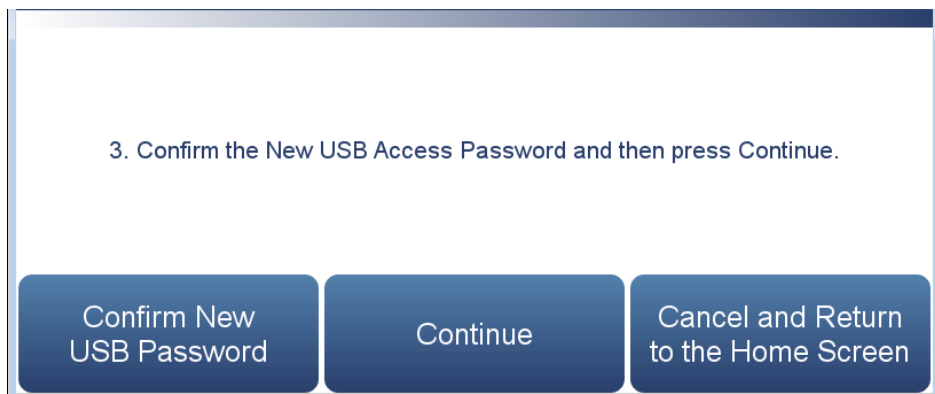 3. Confirm the New USB Access Password and then press Continue.
Confirm New
USB Password
Continue
Cancel and Return
to the Home Screen